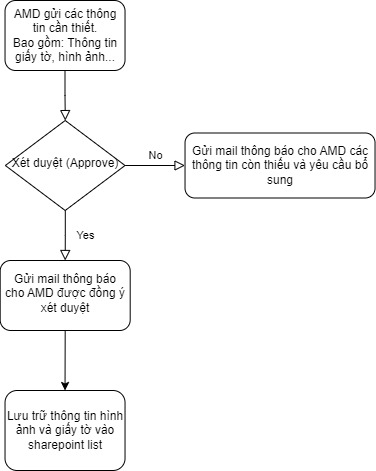 AMD gửi các thông
tin cần thiết.
Bao gồm: Thông tin
giấy tờ, hình ảnh...
Xét duyệt (Approve)
No
Gửi mail thông báo cho AMD các
thông tin còn thiếu và yêu cầu bổ
sung
Yes
Gửi mail thông báo
cho AMD được đồng ý
xét duyệt
Lưu trữ thông tin hình
ảnh và giấy tờ vào
sharepoint list